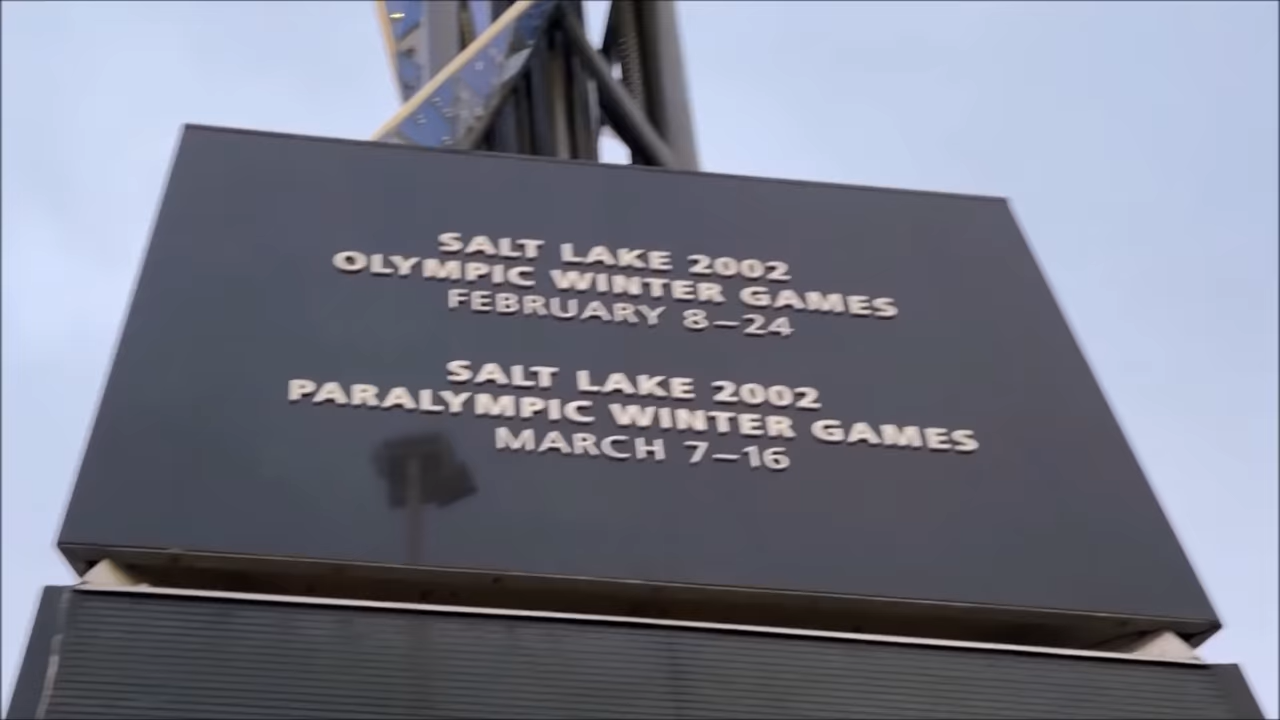 SALT LAKE 2002
OLYMPIC WINTER GAMES
FEBRUARY 8–24
SALT LAKE 2002
PARALYMPIC WINTER GAMES
MARCH 7–16